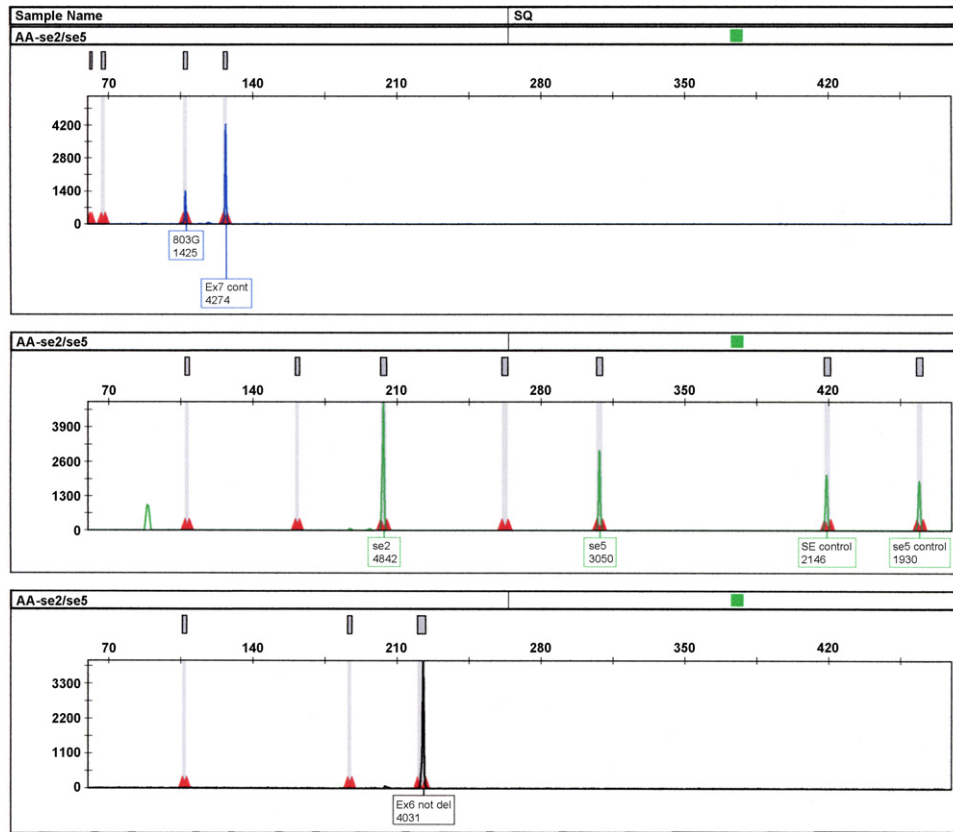 Sample Name SQ
AA-se2/se5
70 140 210 280 350 420
4200
2800
1400
0
803G
1425
Ex7 cont
4274
AA-se2/se5
70 140 210 280 350 420
3900
2600
1300
0
se2
4842
se5
3050
SE control
2146
se5 control
1930
AA-se2/se5
70 140 210 280 350 420
3300
2200
1100
0
Ex6 not del
4031